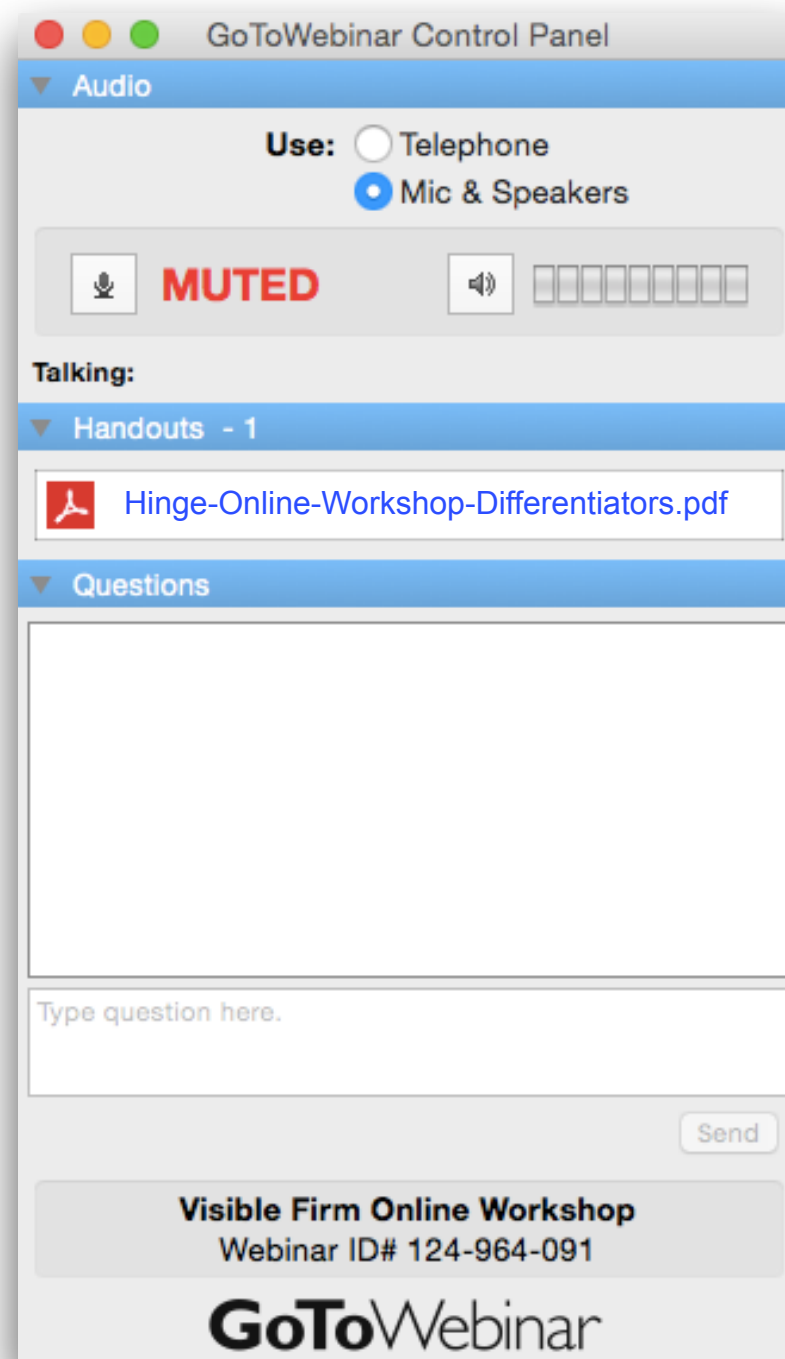 GoToWebinar Control Panel
Audio
Use: Telephone
Mic & Speakers
MUTED
Talking:
Handouts - 1
Hinge-Online-Workshop-Differentiators.pdf
Questions
Type question here.
Send
Visible Firm Online Workshop
Webinar ID# 124-964-091
GoToWebinar